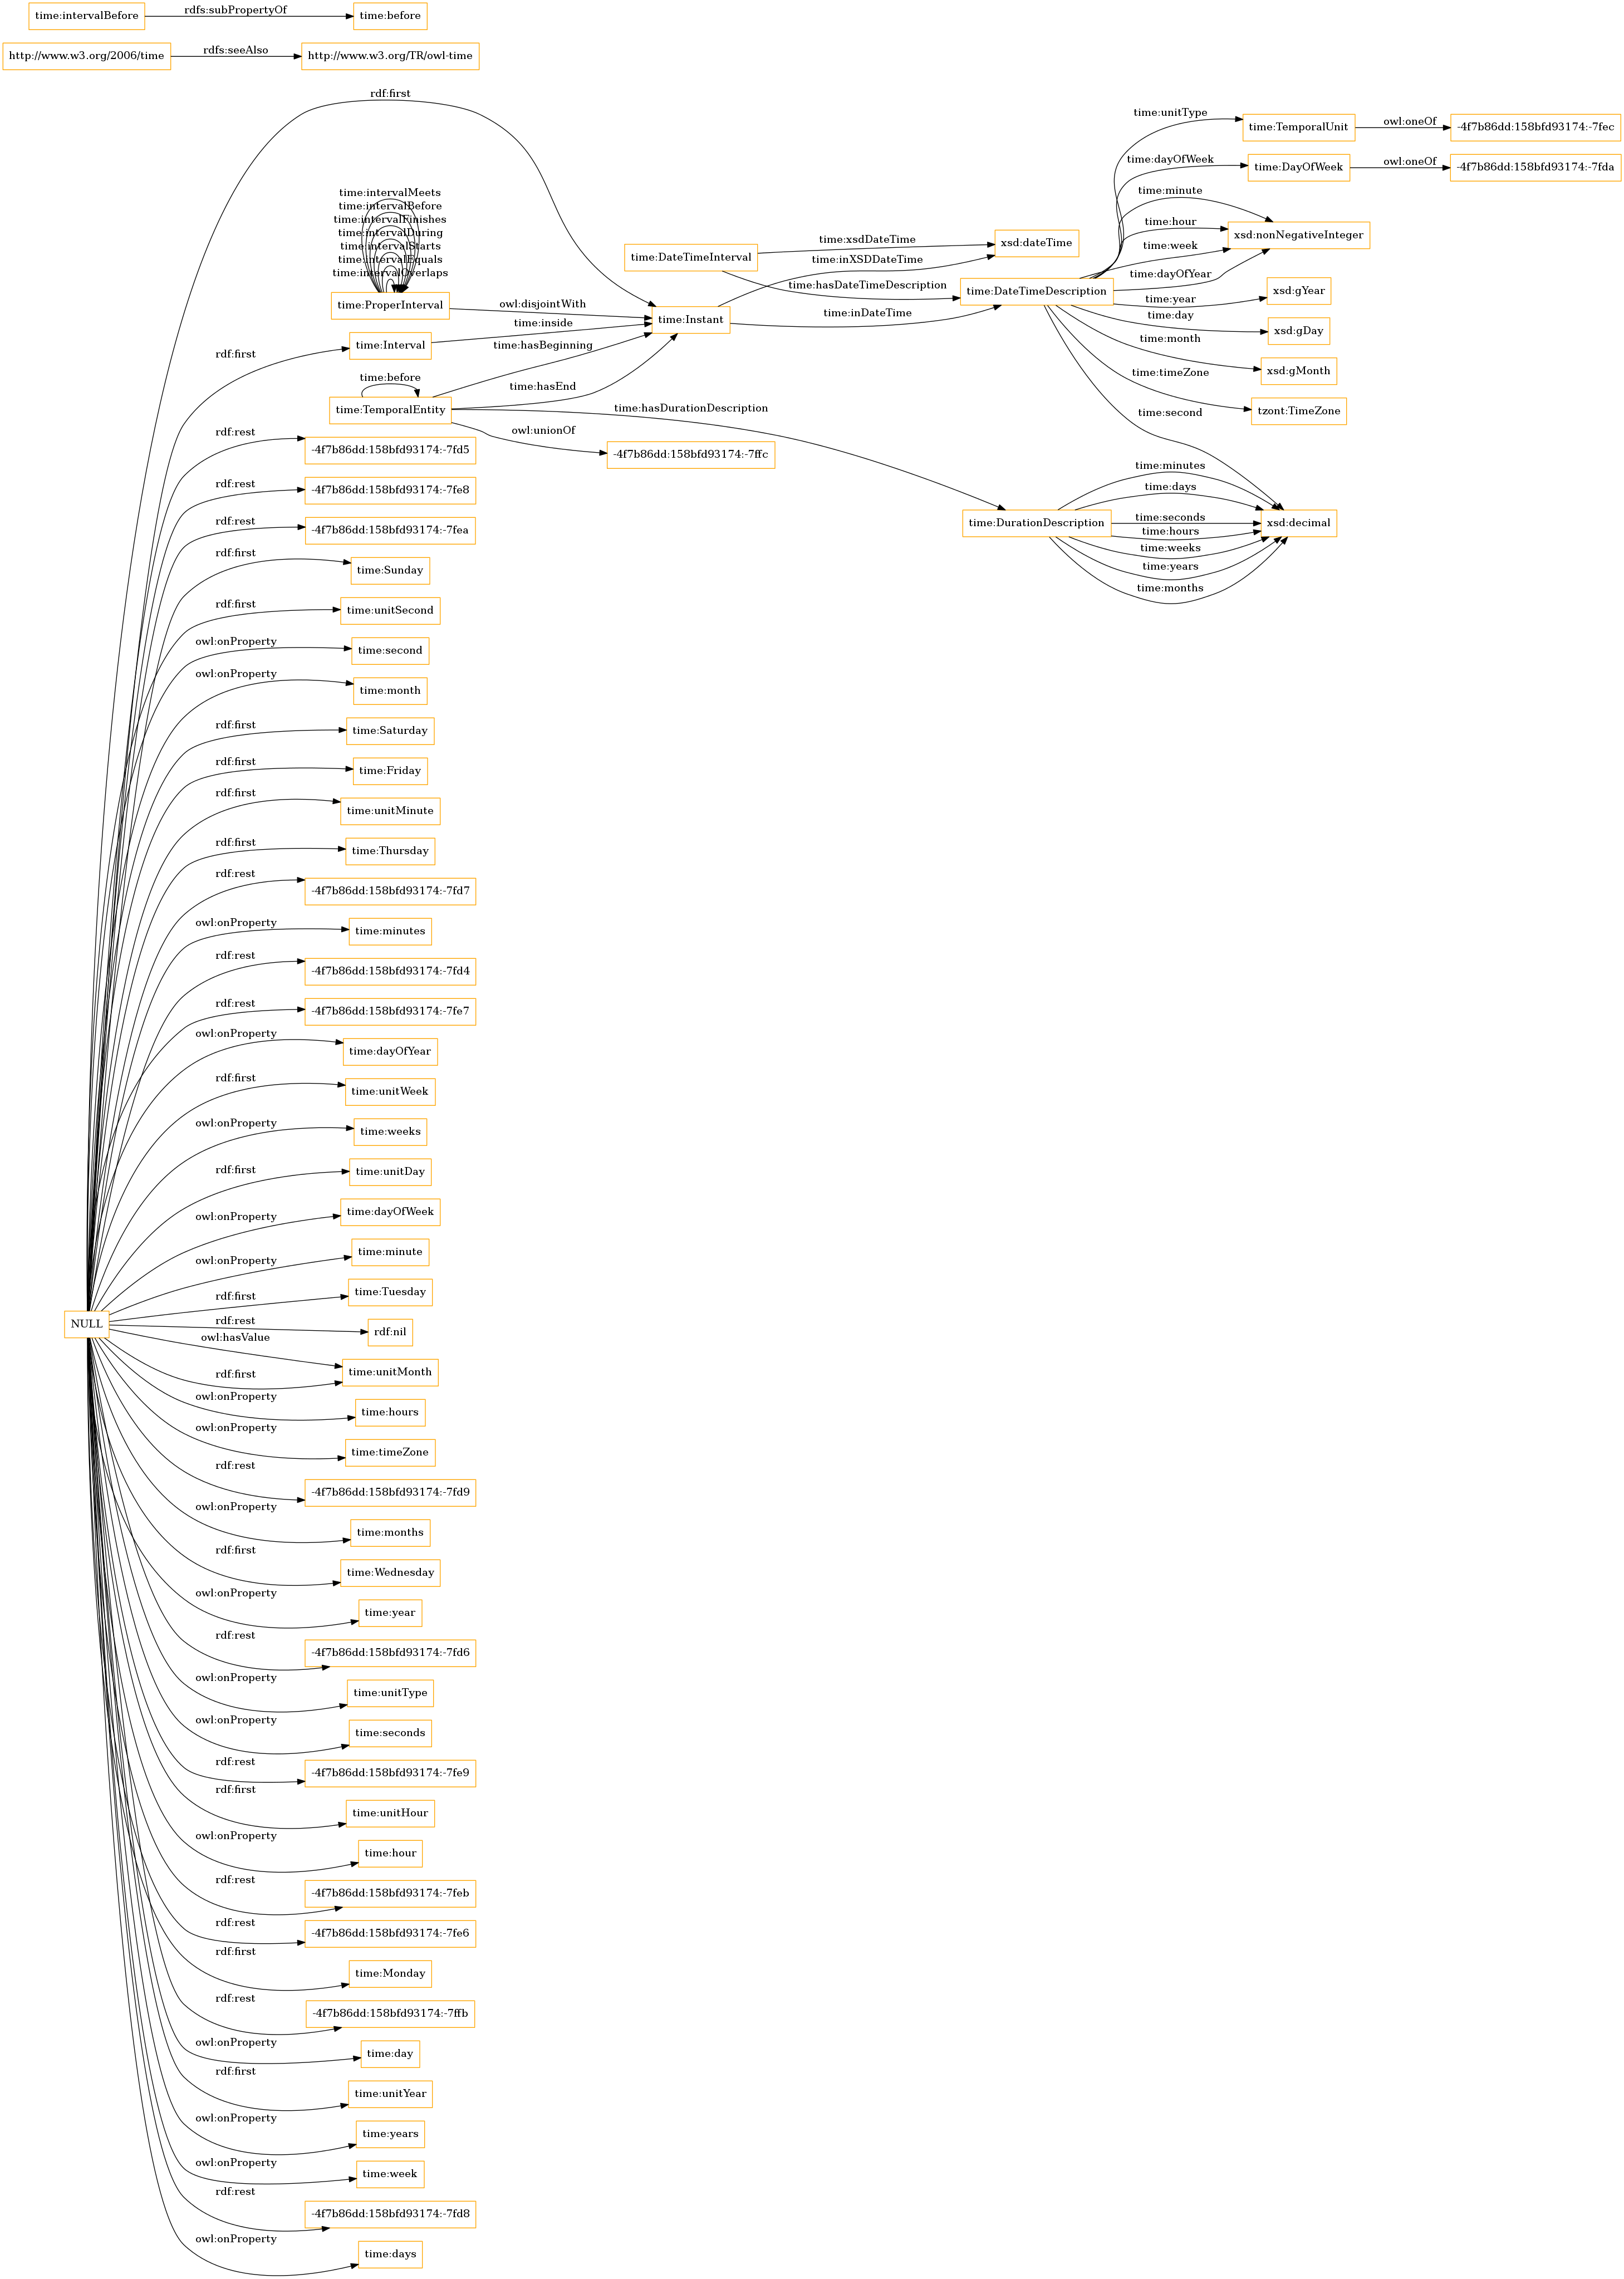 time:intervalBefore
rdfs:subPropertyOf
time:before
http://www.w3.org/2006/time
rdfs:seeAlso
http://www.w3.org/TR/owl-time
rdf:first
time:intervalMeets
time:intervalBefore
time:intervalFinishes
time:intervalDuring
time:intervalStarts
time:intervalEquals
time:intervalOverlaps
time:ProperInterval
owl:disjointWith
time:Instant
rdf:first
time:Interval
time:inside
time:before
time:TemporalEntity
time:hasBeginning
time:hasEnd
time:hasDurationDescription
owl:unionOf
-4f7b86dd:158bfd93174:-7ffc
time:DateTimeInterval
time:xsdDateTime
time:inXSDDateTime
time:hasDateTimeDescription
time:inDateTime
xsd:dateTime
time:DateTimeDescription
time:unitType
time:TemporalUnit
owl:oneOf
-4f7b86dd:158bfd93174:-7fec
time:dayOfWeek
time:DayOfWeek
owl:oneOf
-4f7b86dd:158bfd93174:-7fda
time:minute
time:hour
time:week
time:dayOfYear
xsd:nonNegativeInteger
time:year
xsd:gYear
time:day
xsd:gDay
time:month
xsd:gMonth
time:timeZone
tzont:TimeZone
time:second
time:DurationDescription
time:minutes
time:days
time:seconds
time:hours
time:weeks
time:years
time:months
xsd:decimal
rdf:rest
-4f7b86dd:158bfd93174:-7fd5
rdf:rest
-4f7b86dd:158bfd93174:-7fe8
rdf:rest
-4f7b86dd:158bfd93174:-7fea
rdf:first
time:Sunday
rdf:first
time:unitSecond
owl:onProperty
time:second
owl:onProperty
time:month
rdf:first
time:Saturday
rdf:first
time:Friday
rdf:first
time:unitMinute
rdf:first
time:Thursday
rdf:rest
-4f7b86dd:158bfd93174:-7fd7
owl:onProperty
time:minutes
rdf:rest
-4f7b86dd:158bfd93174:-7fd4
rdf:rest
-4f7b86dd:158bfd93174:-7fe7
owl:onProperty
time:dayOfYear
rdf:first
time:unitWeek
owl:onProperty
time:weeks
rdf:first
time:unitDay
owl:onProperty
time:dayOfWeek
owl:onProperty
time:minute
rdf:first
time:Tuesday
NULL
rdf:rest
rdf:nil
owl:hasValue
time:unitMonth
rdf:first
owl:onProperty
time:hours
owl:onProperty
time:timeZone
rdf:rest
-4f7b86dd:158bfd93174:-7fd9
owl:onProperty
time:months
rdf:first
time:Wednesday
owl:onProperty
time:year
rdf:rest
-4f7b86dd:158bfd93174:-7fd6
owl:onProperty
time:unitType
owl:onProperty
time:seconds
rdf:rest
-4f7b86dd:158bfd93174:-7fe9
rdf:first
time:unitHour
owl:onProperty
time:hour
rdf:rest
-4f7b86dd:158bfd93174:-7feb
rdf:rest
-4f7b86dd:158bfd93174:-7fe6
rdf:first
time:Monday
rdf:rest
-4f7b86dd:158bfd93174:-7ffb
owl:onProperty
time:day
rdf:first
time:unitYear
owl:onProperty
time:years
owl:onProperty
time:week
rdf:rest
-4f7b86dd:158bfd93174:-7fd8
owl:onProperty
time:days